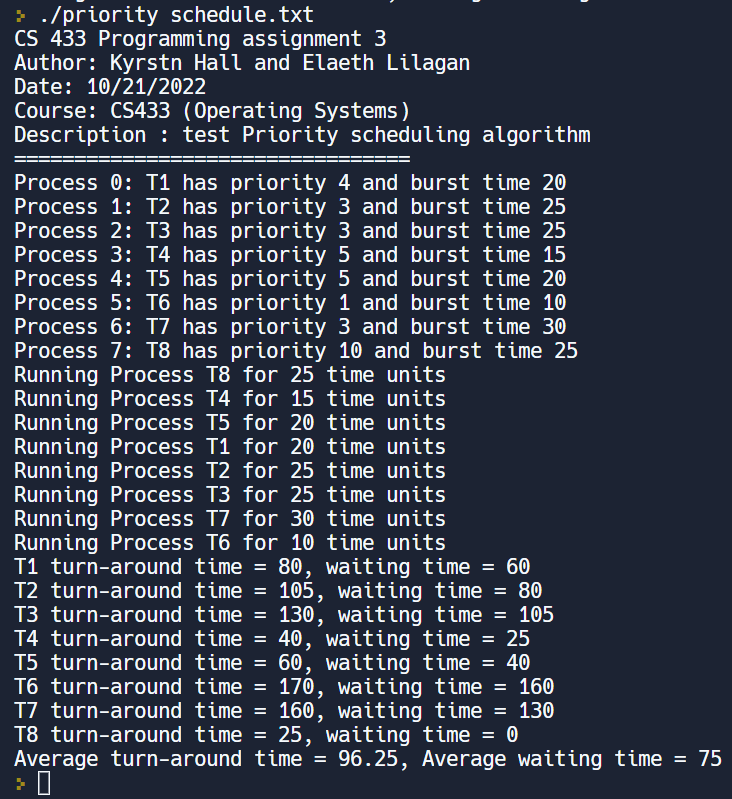 > ./priority schedule.txt
CS 433 Programming assignment 3
Author: Kyrstn Hall and Elaeth Lilagan
Date: 10/21/2022
Course: CS433 (Operating Systems)
Description : test Priority scheduling algorithm
=================================
Process 0: T1 has priority 4 and burst time 20
Process 1: T2 has priority 3 and burst time 25
Process 2: T3 has priority 3 and burst time 25
Process 3: T4 has priority 5 and burst time 15
Process 4: T5 has priority 5 and burst time 20
Process 5: T6 has priority 1 and burst time 10
Process 6: T7 has priority 3 and burst time 30
Process 7: T8 has priority 10 and burst time 25
Running Process T8 for 25 time units
Running Process T4 for 15 time units
Running Process T5 for 20 time units
Running Process T1 for 20 time units
Running Process T2 for 25 time units
Running Process T3 for 25 time units
Running Process T7 for 30 time units
Running Process T6 for 10 time units
T1 turn-around time = 80, waiting time = 60
T2 turn-around time = 105, waiting time = 80
T3 turn-around time = 130, waiting time = 105
T4 turn-around time = 40, waiting time = 25
T5 turn-around time = 60, waiting time = 40
T6 turn-around time = 170, waiting time = 160
T7 turn-around time = 160, waiting time = 130
T8 turn-around time = 25, waiting time = 0
Average turn-around time = 96.25, Average waiting time = 75
>